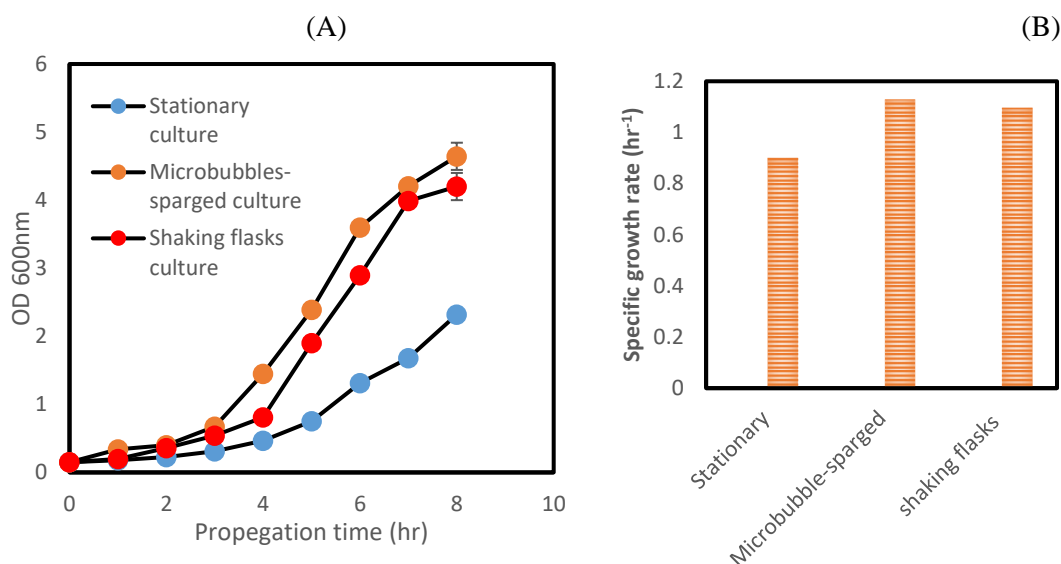 (A)
6
5
4
3
2
1
0
OD 600nm
Stationary
culture
Microbubbles-
sparged culture
Shaking flasks
culture
0 2 4 6 8 10
Propegation time (hr)
(B)
1.2
1
0.8
0.6
0.4
0.2
0
Specific growth rate (hr⁻¹)
Stationary
Microbubble-sparged
shaking flasks